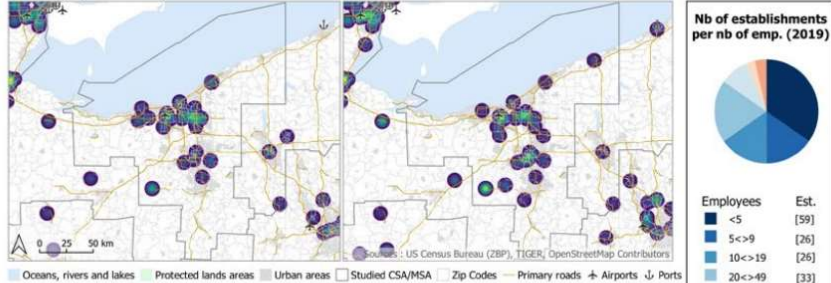 Nb of establishments
per nb of emp. (2019)
Employees Est.
<5 [59]
5<>9 [26]
10<>19 [26]
20<>49 [33]
0 25 50 km
Sources : US Census Bureau (ZBP), TIGER, OpenStreetMap Contributors
Oceans, rivers and lakes Protected lands areas Urban areas Studied CSA/MSA Zip Codes Primary roads Airports Ports